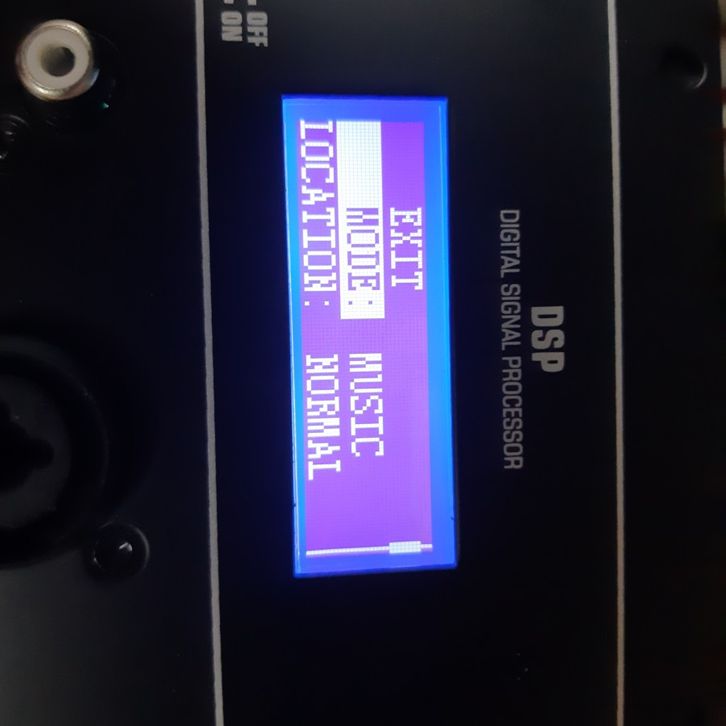 DSP
DIGITAL SIGNAL PROCESSOR
EXIT
MODE: MUSIC
LOCATION: NORMAL
OFF
ON